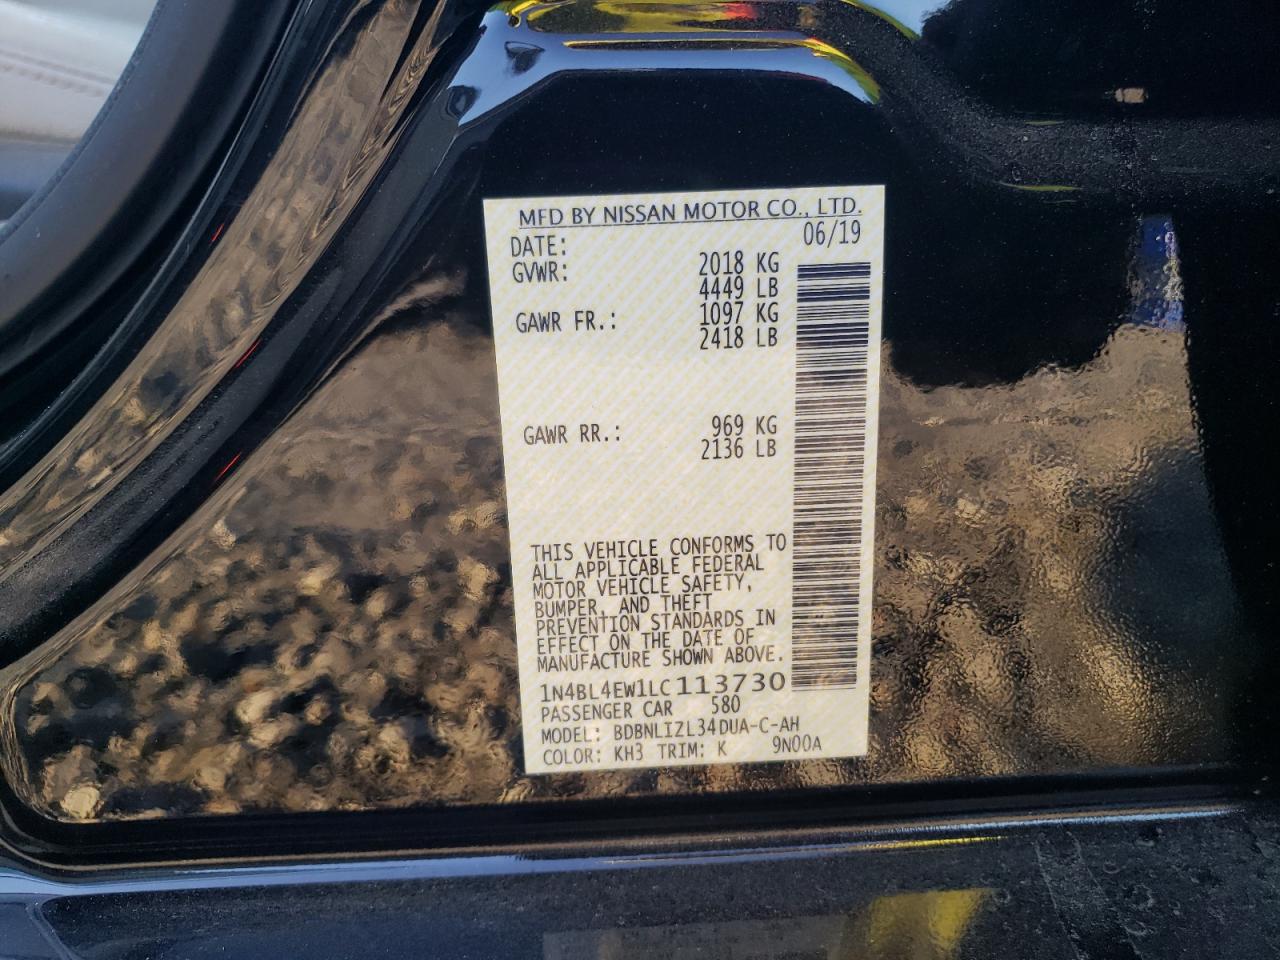 MFD BY NISSAN MOTOR CO., LTD.
DATE: 06/19
GVWR: 2018 KG
4449 LB
GAWR FR.: 1097 KG
2418 LB
GAWR RR.: 969 KG
2136 LB
THIS VEHICLE CONFORMS TO
ALL APPLICABLE FEDERAL
MOTOR VEHICLE SAFETY,
BUMPER, AND THEFT
PREVENTION STANDARDS IN
EFFECT ON THE DATE OF
MANUFACTURE SHOWN ABOVE.
1N4BL4EW1LC113730
PASSENGER CAR 580
MODEL: BDBNLIZL34DUA-C-AH
COLOR: KH3 TRIM: K 9N00A